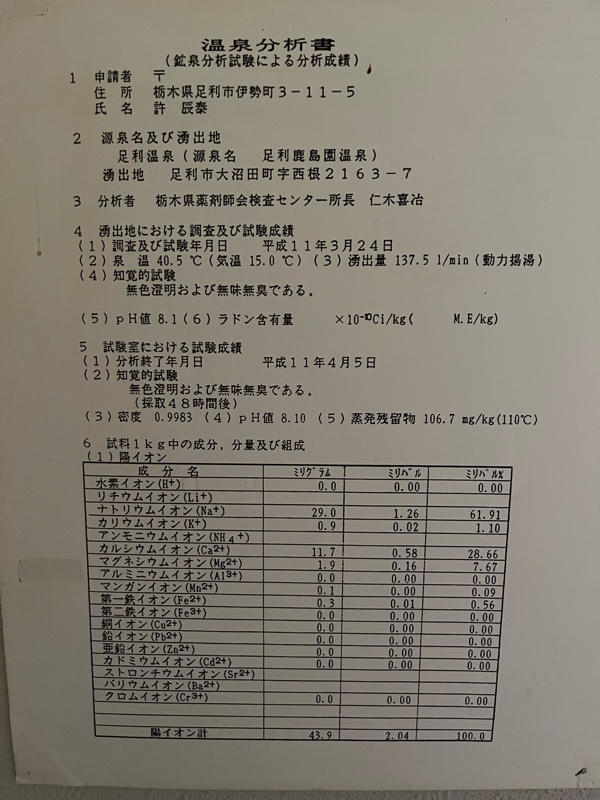 温泉分析書
(鉱泉分析試験による分析成績)
1 申請者 〒
住所 栃木県足利市伊勢町3-11-5
氏名 許 辰泰
2 源泉名及び湧出地
足利温泉(源泉名 足利鹿島園温泉)
湧出地 足利市大沼田町字西根2163-7
3 分析者 栃木県薬剤師会検査センター所長 仁木喜治
4 湧出地における調査及び試験成績
(1)調査及び試験年月日 平成11年3月24日
(2)泉 温 40.5 ℃(気温 15.0 ℃) (3)湧出量 137.5 l/min(動力揚湯)
(4)知覚的試験
無色澄明および無味無臭である。
(5)pH値 8.1(6)ラドン含有量 ×10⁻¹⁰Ci/kg( M.E/kg)
5 試験室における試験成績
(1)分析終了年月日 平成11年4月5日
(2)知覚的試験
無色澄明および無味無臭である。
(採取48時間後)
(3)密度 0.9983 (4)pH値 8.10 (5)蒸発残留物 106.7 mg/kg(110℃)
6 試料1kg中の成分,分量及び組成
(1)陽イオン
成分名 ミリグラム ミリバル ミリバル%
水素イオン(H⁺) 0.0 0.00 0.00
リチウムイオン(Li⁺)
ナトリウムイオン(Na⁺) 29.0 1.26 61.91
カリウムイオン(K⁺) 0.9 0.02 1.10
アンモニウムイオン(NH₄⁺)
カルシウムイオン(Ca²⁺) 11.7 0.58 28.66
マグネシウムイオン(Mg²⁺) 1.9 0.16 7.67
アルミニウムイオン(Al³⁺) 0.0 0.00 0.00
マンガンイオン(Mn²⁺) 0.1 0.00 0.09
第一鉄イオン(Fe²⁺) 0.3 0.01 0.56
第二鉄イオン(Fe³⁺) 0.0 0.00 0.00
銅イオン(Cu²⁺) 0.0 0.00 0.00
鉛イオン(Pb²⁺) 0.0 0.00 0.00
亜鉛イオン(Zn²⁺) 0.0 0.00 0.00
カドミウムイオン(Cd²⁺) 0.0 0.00 0.00
ストロンチウムイオン(Sr²⁺)
バリウムイオン(Ba²⁺)
クロムイオン(Cr³⁺) 0.0 0.00 0.00
陽イオン計 43.9 2.04 100.0